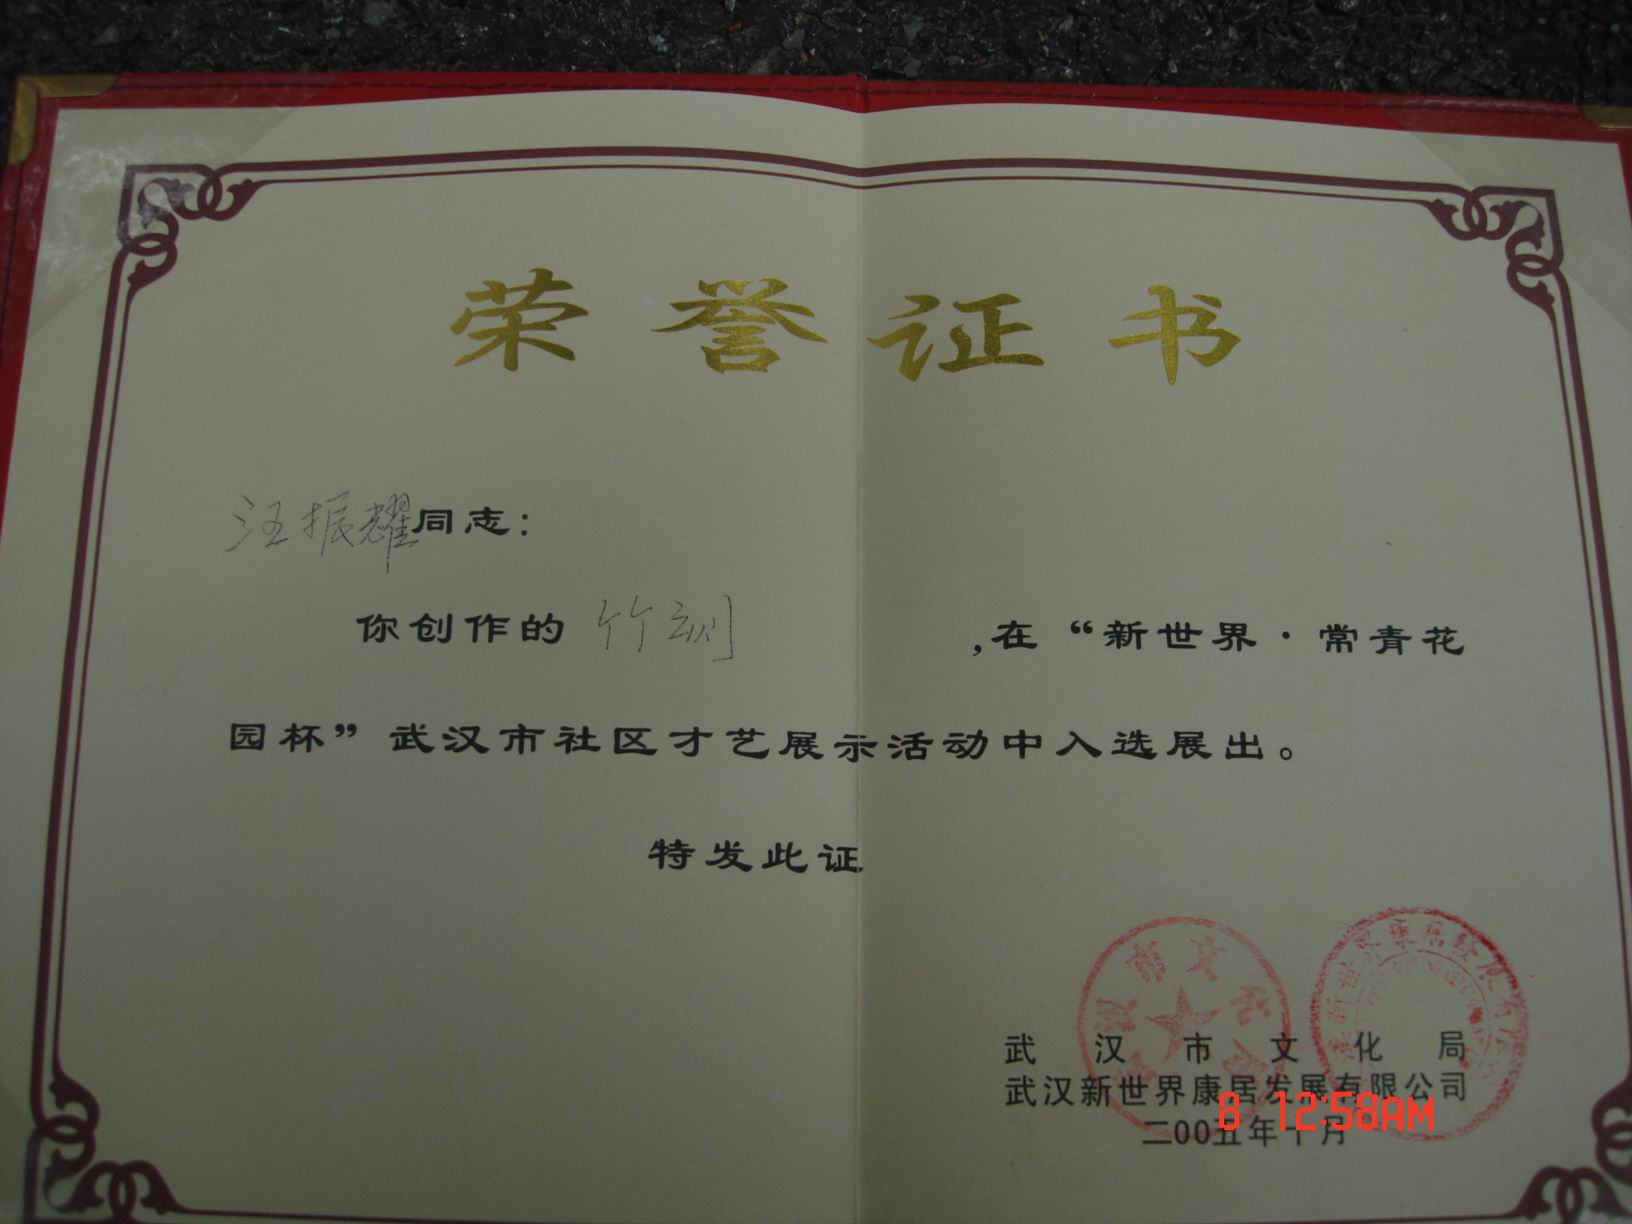 荣誉证书
汪振耀同志：
你创作的 竹刻 ，在“新世界·常青花
园杯”武汉市社区才艺展示活动中入选展出。
特发此证
武汉市文化局
武汉新世界康居发展有限公司
二00五年十月
8 12:58AM